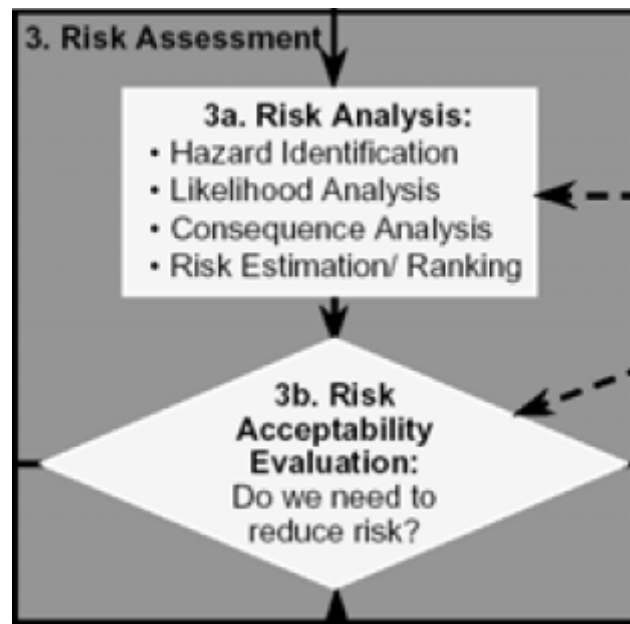 3. Risk Assessment
3a. Risk Analysis:
• Hazard Identification
• Likelihood Analysis
• Consequence Analysis
• Risk Estimation/ Ranking
3b. Risk
Acceptability
Evaluation:
Do we need to
reduce risk?